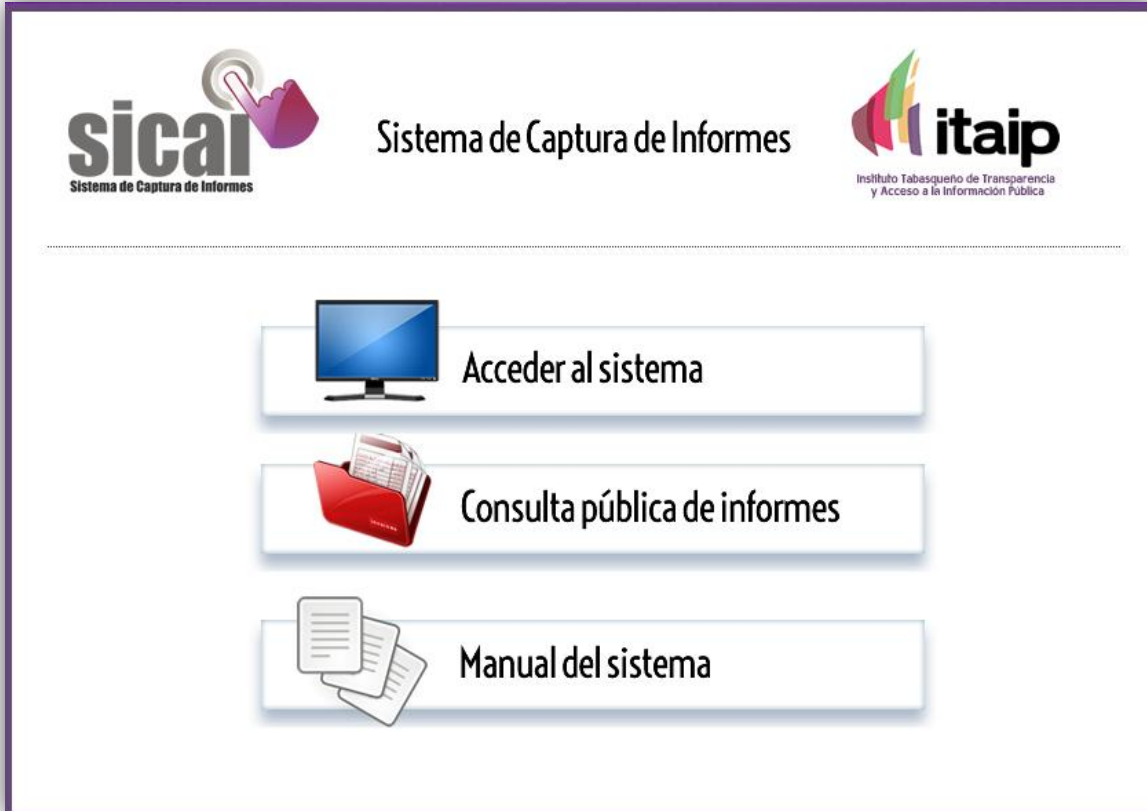 sicai
Sistema de Captura de Informes
Sistema de Captura de Informes
itaip
Instituto Tabasqueño de Transparencia
y Acceso a la Información Pública
Acceder al sistema
Consulta pública de informes
Manual del sistema